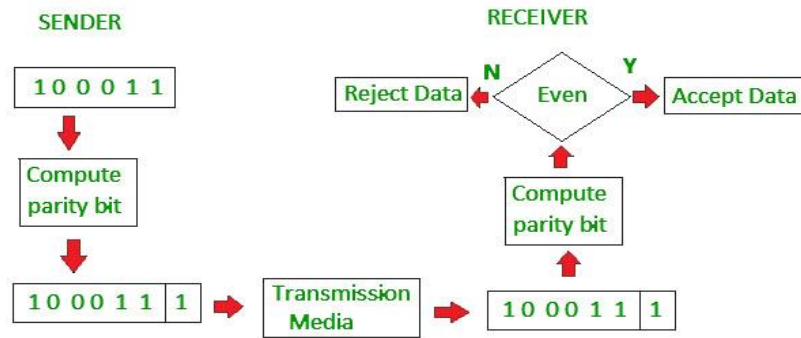 SENDER
1 0 0 0 1 1
Compute
parity bit
1 0 0 0 1 1 1
Transmission
Media
RECEIVER
1 0 0 0 1 1 1
Compute
parity bit
Even
N
Reject Data
Y
Accept Data